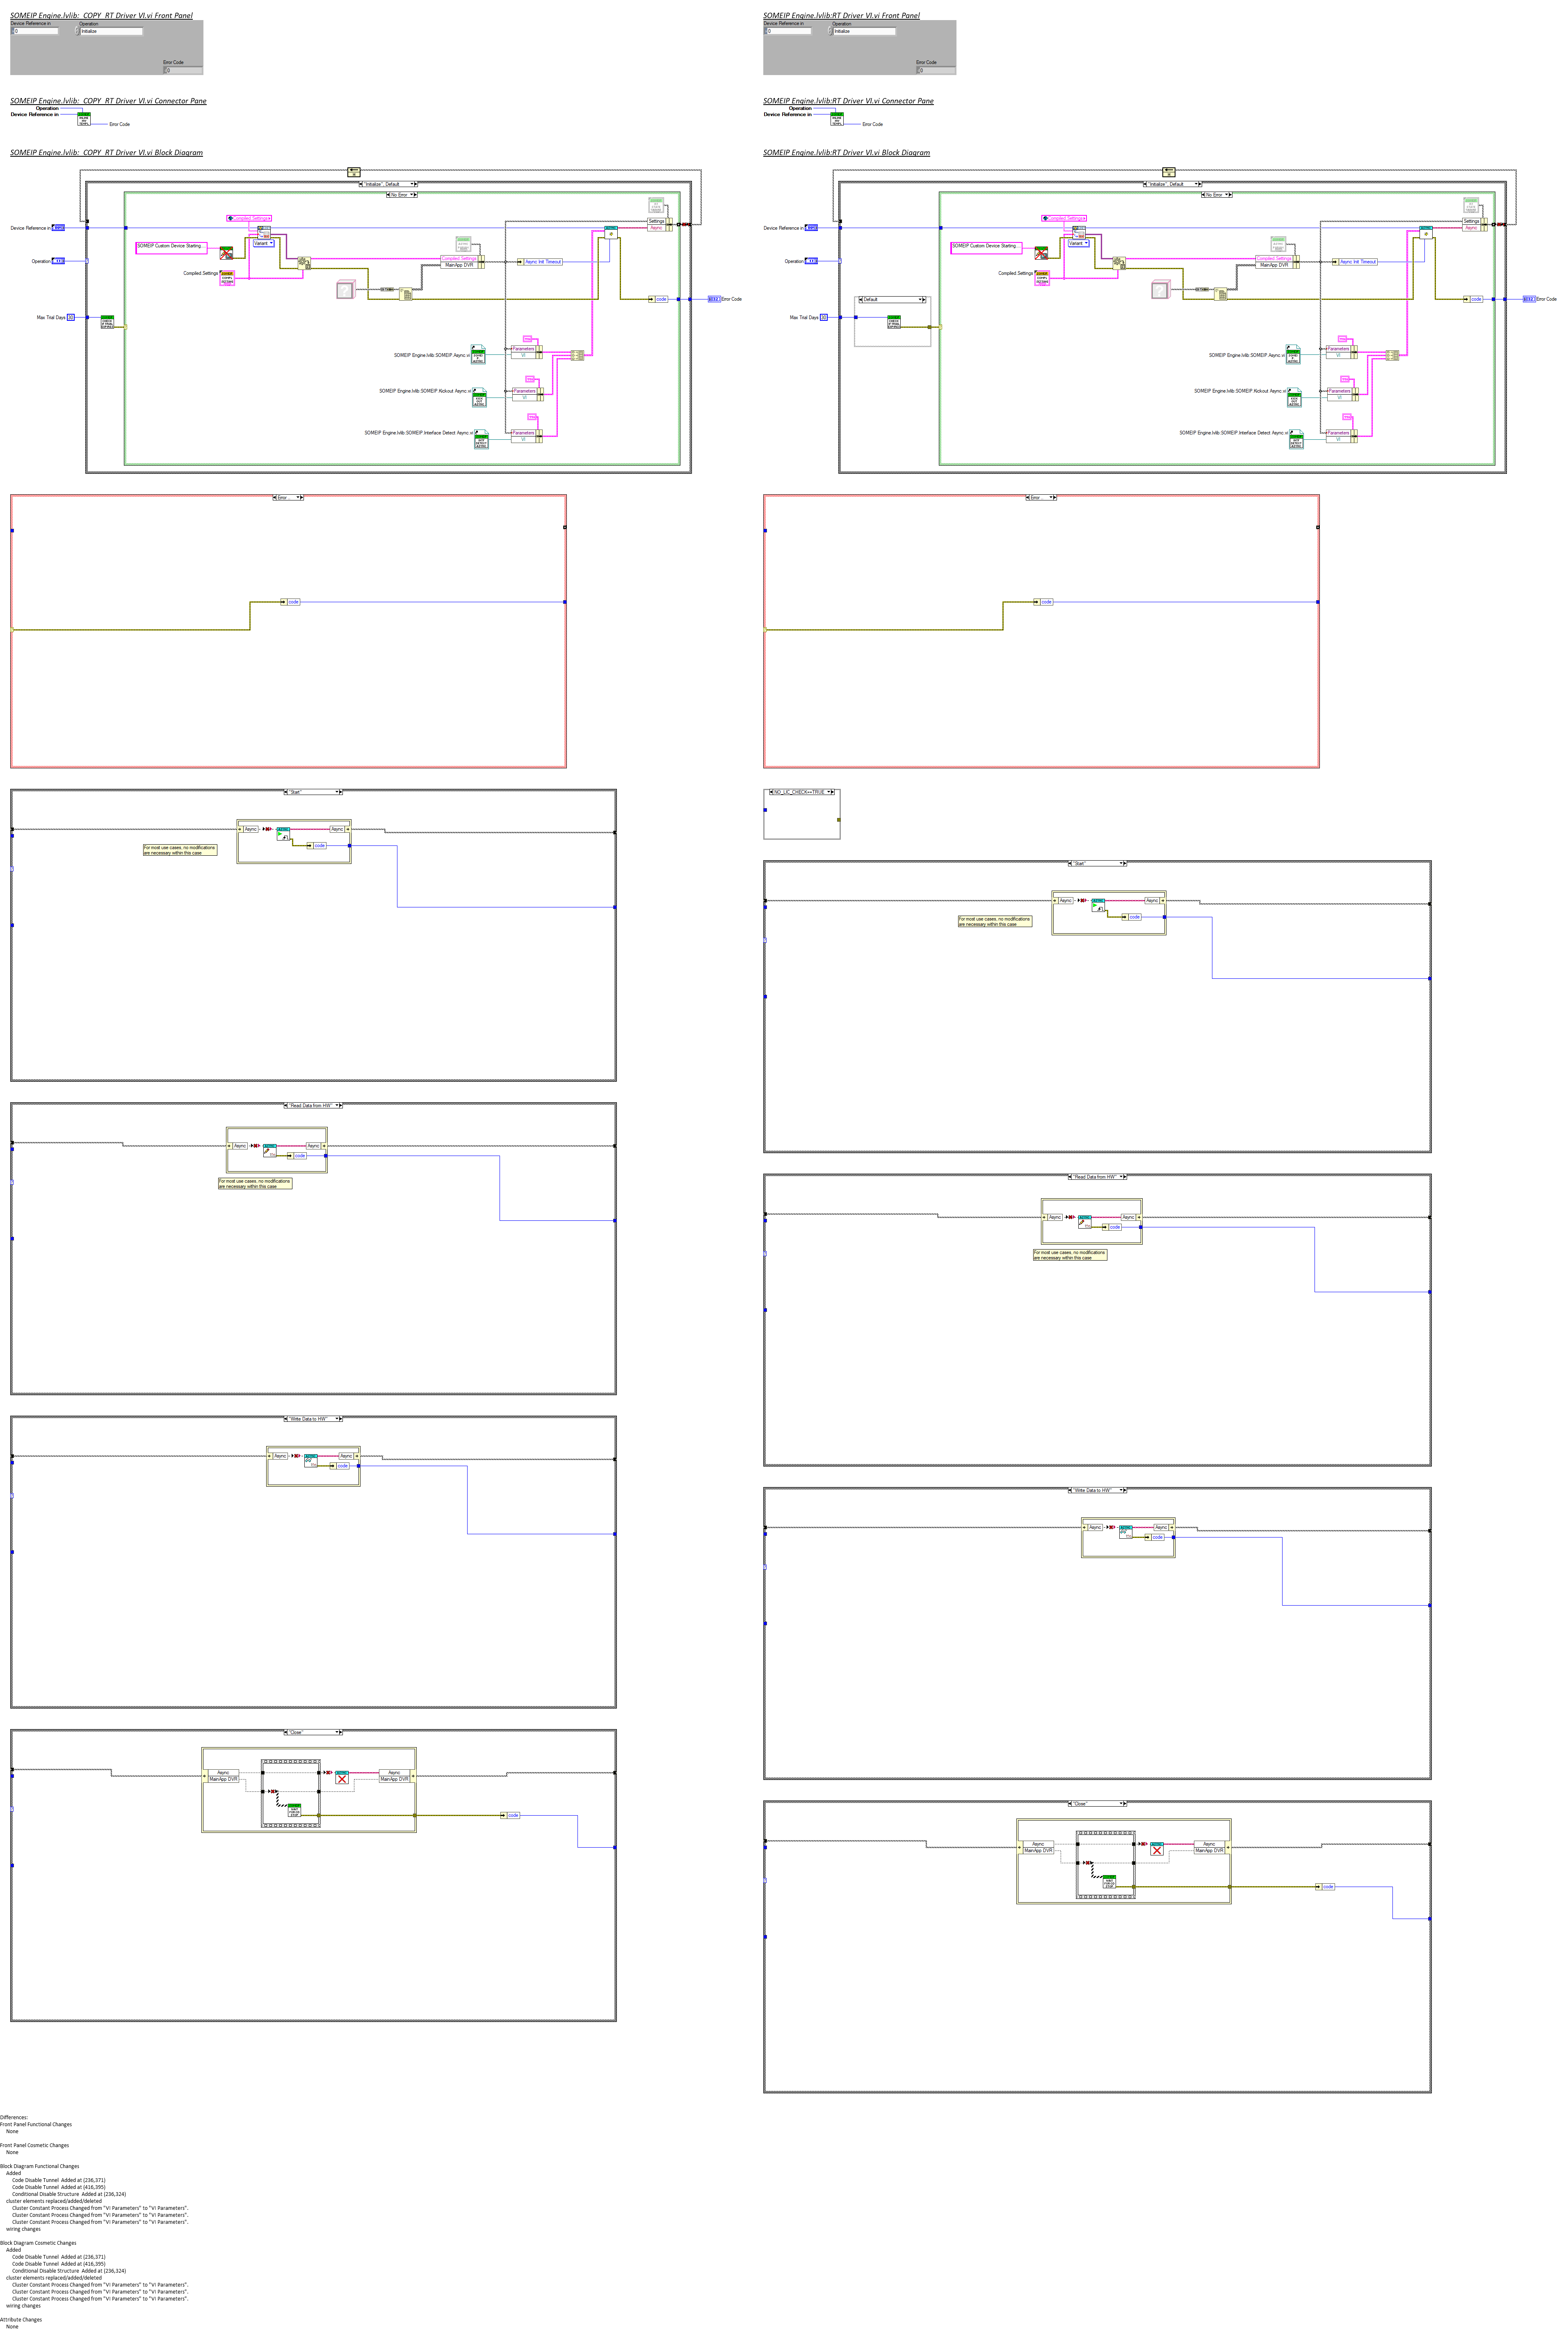 SOMEIP Engine.lvlib:_COPY_RT Driver VI.vi Front Panel
Device Reference in
Operation
0
Initialize
Error Code
0
SOMEIP Engine.lvlib:_COPY_RT Driver VI.vi Connector Pane
Operation
Device Reference in
Error Code
SOMEIP Engine.lvlib:_COPY_RT Driver VI.vi Block Diagram
"Initialize", Default
No Error
Compiled Settings
Settings
Async
Device Reference in
Variant
SOMEIP Custom Device Starting...
Compiled Settings
MainApp DVR
Async Init Timeout
Operation
Compiled Settings
code
Error Code
Max Trial Days
30
Parameters
VI
SOMEIP Engine.lvlib:SOMEIP Async.vi
Parameters
VI
SOMEIP Engine.lvlib:SOMEIP Kickout Async.vi
Parameters
VI
SOMEIP Engine.lvlib:SOMEIP Interface Detect Async.vi
Error
code
"Start"
Async
Async
code
For most use cases, no modifications
are necessary within this case
"Read Data from HW"
Async
Async
code
For most use cases, no modifications
are necessary within this case
"Write Data to HW"
Async
Async
code
"Close"
Async
MainApp DVR
Async
MainApp DVR
code
SOMEIP Engine.lvlib:RT Driver VI.vi Front Panel
Device Reference in
Operation
0
Initialize
Error Code
0
SOMEIP Engine.lvlib:RT Driver VI.vi Connector Pane
Operation
Device Reference in
Error Code
SOMEIP Engine.lvlib:RT Driver VI.vi Block Diagram
"Initialize", Default
No Error
Compiled Settings
Settings
Async
Device Reference in
Variant
SOMEIP Custom Device Starting...
Compiled Settings
MainApp DVR
Async Init Timeout
Operation
Compiled Settings
Default
code
Error Code
Max Trial Days
30
Parameters
VI
SOMEIP Engine.lvlib:SOMEIP Async.vi
Parameters
VI
SOMEIP Engine.lvlib:SOMEIP Kickout Async.vi
Parameters
VI
SOMEIP Engine.lvlib:SOMEIP Interface Detect Async.vi
Error
code
NO_LIC_CHECK==TRUE
"Start"
Async
Async
code
For most use cases, no modifications
are necessary within this case
"Read Data from HW"
Async
Async
code
For most use cases, no modifications
are necessary within this case
"Write Data to HW"
Async
Async
code
"Close"
Async
MainApp DVR
Async
MainApp DVR
code
Differences:
Front Panel Functional Changes
None
Front Panel Cosmetic Changes
None
Block Diagram Functional Changes
Added
Code Disable Tunnel Added at (236,371)
Code Disable Tunnel Added at (416,395)
Conditional Disable Structure Added at (236,324)
cluster elements replaced/added/deleted
Cluster Constant Process Changed from "VI Parameters" to "VI Parameters".
Cluster Constant Process Changed from "VI Parameters" to "VI Parameters".
Cluster Constant Process Changed from "VI Parameters" to "VI Parameters".
wiring changes
Block Diagram Cosmetic Changes
Added
Code Disable Tunnel Added at (236,371)
Code Disable Tunnel Added at (416,395)
Conditional Disable Structure Added at (236,324)
cluster elements replaced/added/deleted
Cluster Constant Process Changed from "VI Parameters" to "VI Parameters".
Cluster Constant Process Changed from "VI Parameters" to "VI Parameters".
Cluster Constant Process Changed from "VI Parameters" to "VI Parameters".
wiring changes
Attribute Changes
None